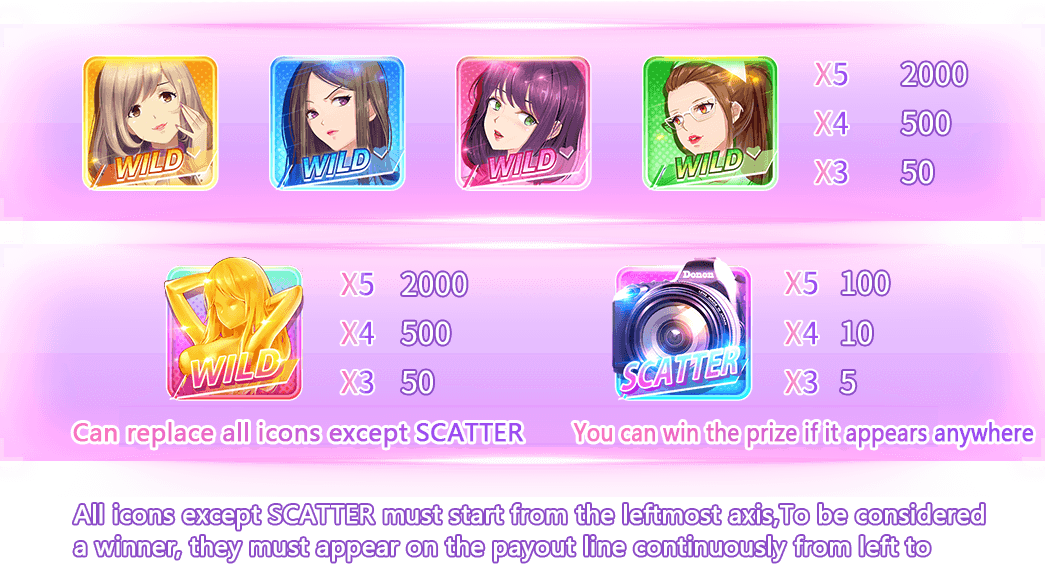 WILD WILD WILD WILD
X5 2000
X4 500
X3 50
WILD
X5 2000
X4 500
X3 50
Can replace all icons except SCATTER
Donon
SCATTER
X5 100
X4 10
X3 5
You can win the prize if it appears anywhere
All icons except SCATTER must start from the leftmost axis,To be considered
a winner, they must appear on the payout line continuously from left to